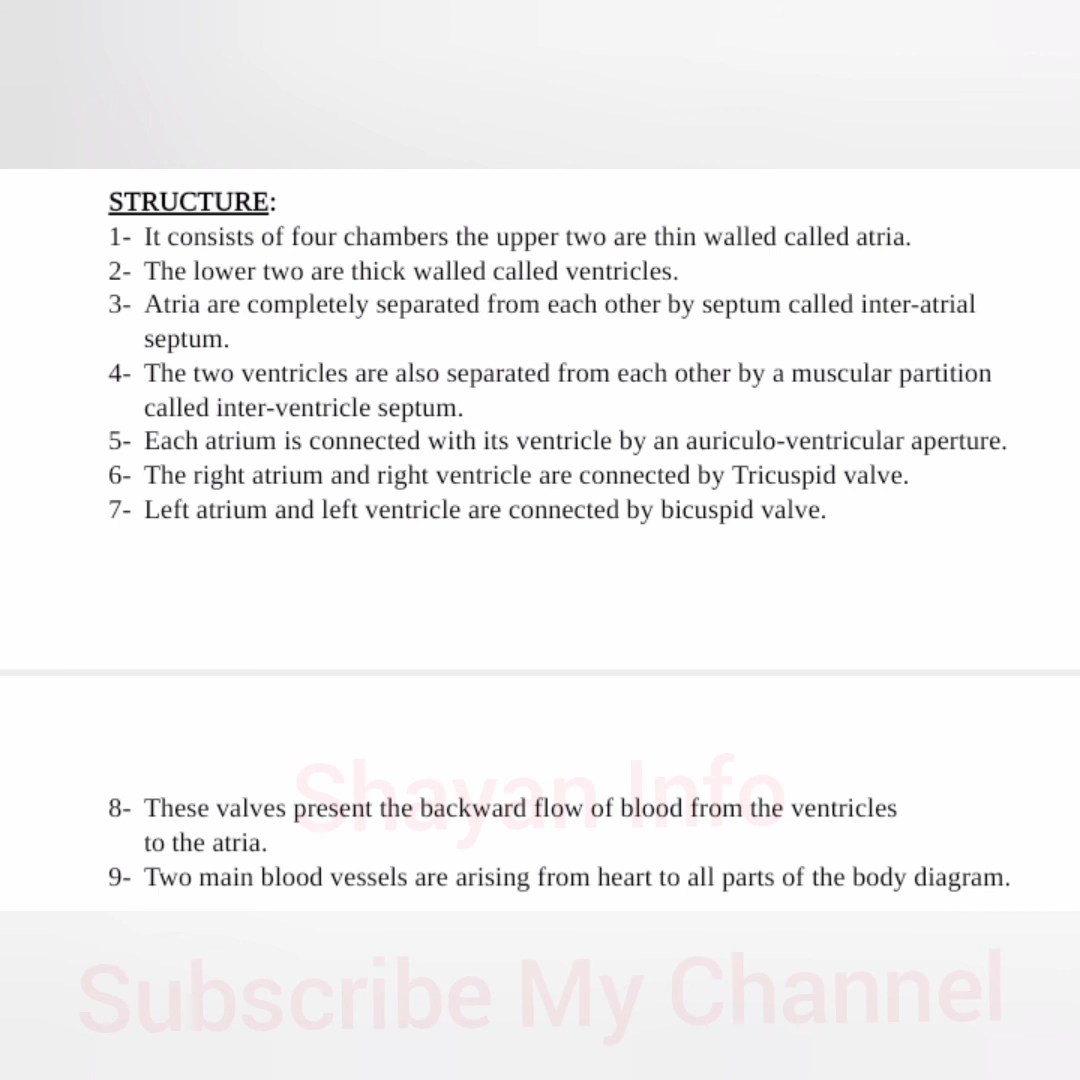 STRUCTURE:
1- It consists of four chambers the upper two are thin walled called atria.
2- The lower two are thick walled called ventricles.
3- Atria are completely separated from each other by septum called inter-atrial
septum.
4- The two ventricles are also separated from each other by a muscular partition
called inter-ventricle septum.
5- Each atrium is connected with its ventricle by an auriculo-ventricular aperture.
6- The right atrium and right ventricle are connected by Tricuspid valve.
7- Left atrium and left ventricle are connected by bicuspid valve.
Shayan Info
8- These valves present the backward flow of blood from the ventricles
to the atria.
9- Two main blood vessels are arising from heart to all parts of the body diagram.
Subscribe My Channel